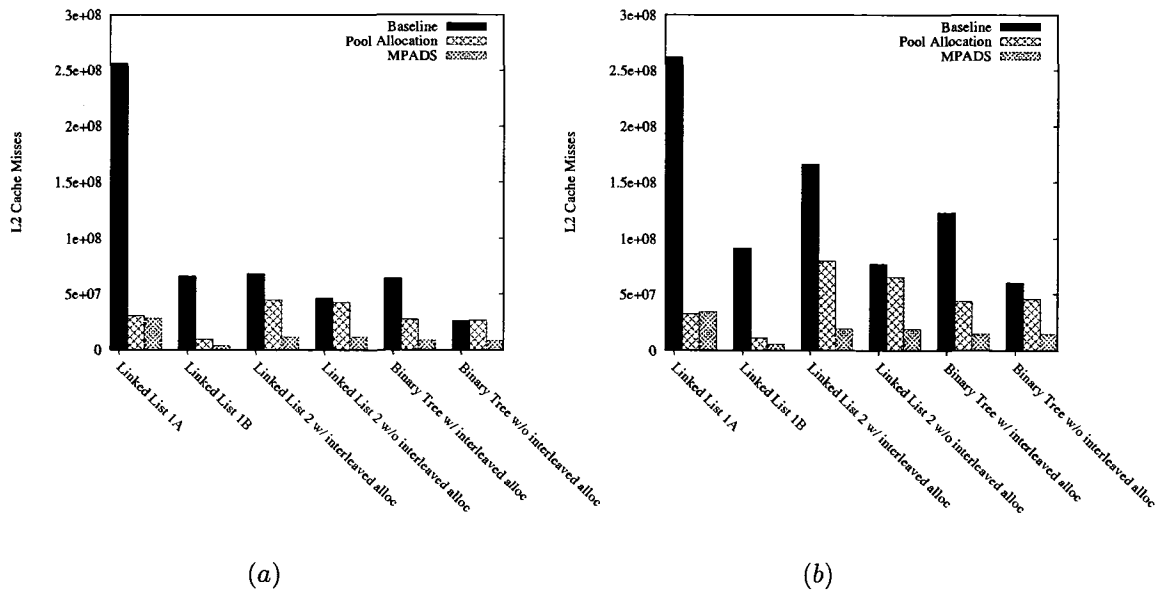 3e+08
2.5e+08
2e+08
1.5e+08
1e+08
5e+07
0
L2 Cache Misses
Baseline
Pool Allocation
MPADS
Linked List 1A
Linked List 1B
Linked List 2 w/ interleaved alloc
Linked List 2 w/o interleaved alloc
Binary Tree w/ interleaved alloc
Binary Tree w/o interleaved alloc
(a)
3e+08
2.5e+08
2e+08
1.5e+08
1e+08
5e+07
0
L2 Cache Misses
Baseline
Pool Allocation
MPADS
Linked List 1A
Linked List 1B
Linked List 2 w/ interleaved alloc
Linked List 2 w/o interleaved alloc
Binary Tree w/ interleaved alloc
Binary Tree w/o interleaved alloc
(b)